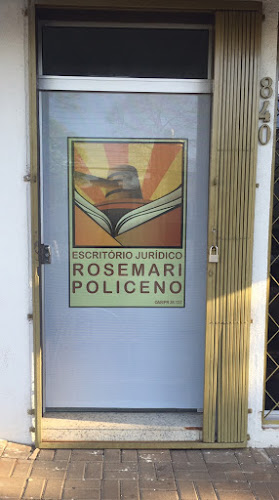 ESCRITÓRIO JURÍDICO
ROSEMARI
POLICENO
840